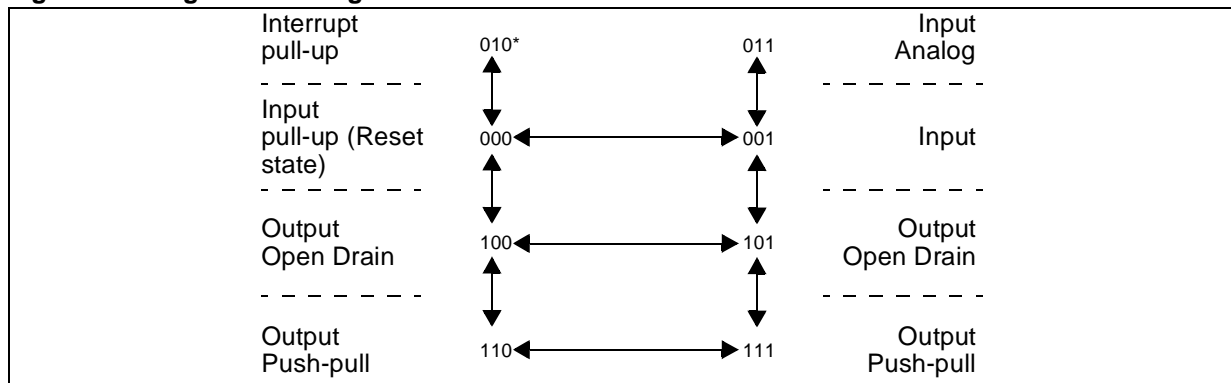 Interrupt
pull-up
010*
011
Input
Analog
Input
pull-up (Reset
state)
000
001
Input
Output
Open Drain
100
101
Output
Open Drain
Output
Push-pull
110
111
Output
Push-pull